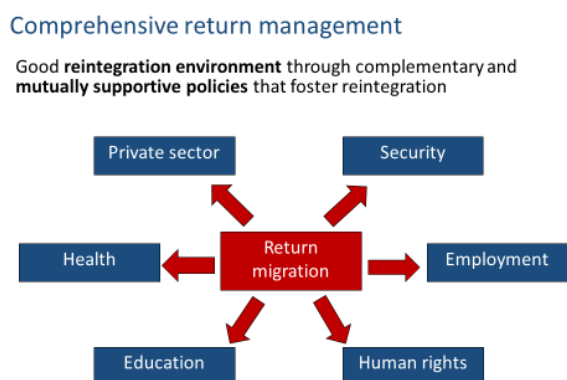 Comprehensive return management
Good reintegration environment through complementary and
mutually supportive policies that foster reintegration
Private sector
Security
Health
Return
migration
Employment
Education
Human rights